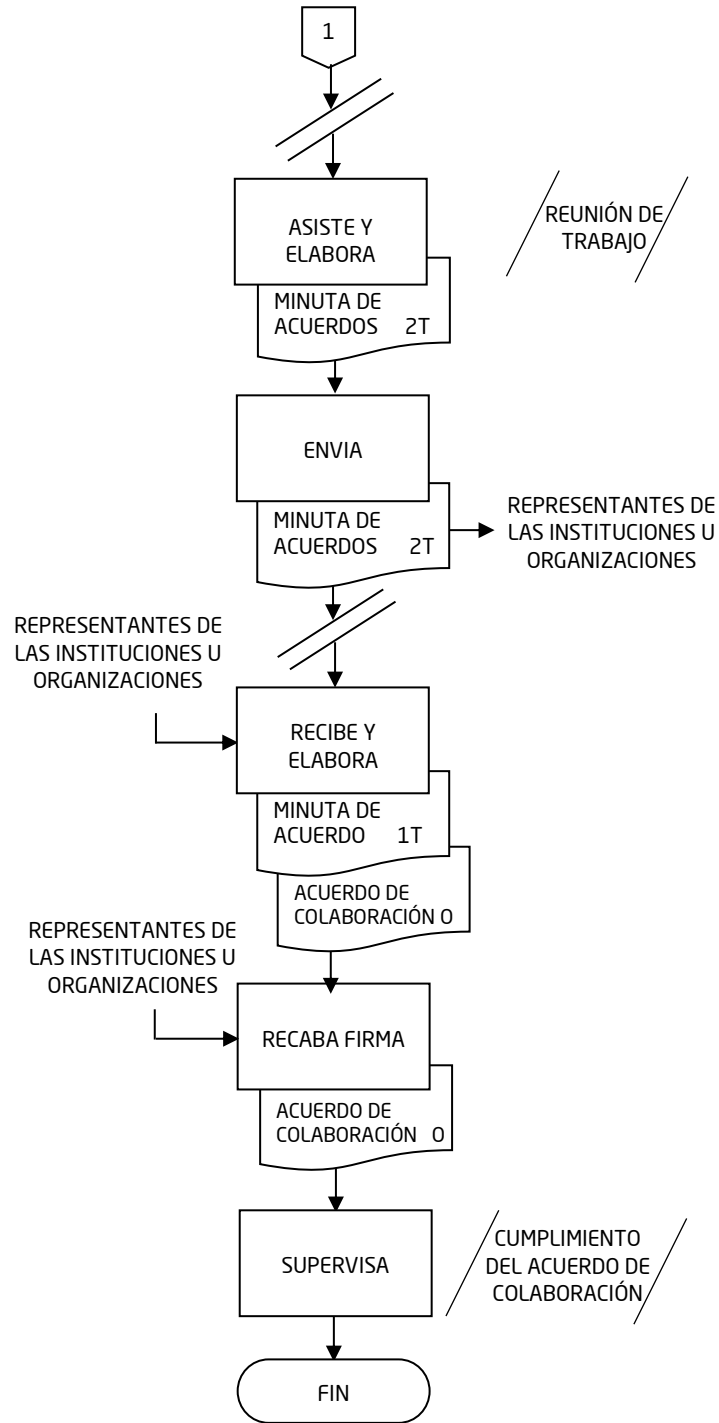 1
ASISTE Y
ELABORA
REUNIÓN DE
TRABAJO
MINUTA DE
ACUERDOS 2T
ENVIA
MINUTA DE
ACUERDOS 2T
REPRESENTANTES DE
LAS INSTITUCIONES U
ORGANIZACIONES
REPRESENTANTES DE
LAS INSTITUCIONES U
ORGANIZACIONES
RECIBE Y
ELABORA
MINUTA DE
ACUERDO 1T
ACUERDO DE
COLABORACIÓN O
REPRESENTANTES DE
LAS INSTITUCIONES U
ORGANIZACIONES
RECABA FIRMA
ACUERDO DE
COLABORACIÓN O
SUPERVISA
CUMPLIMIENTO
DEL ACUERDO DE
COLABORACIÓN
FIN